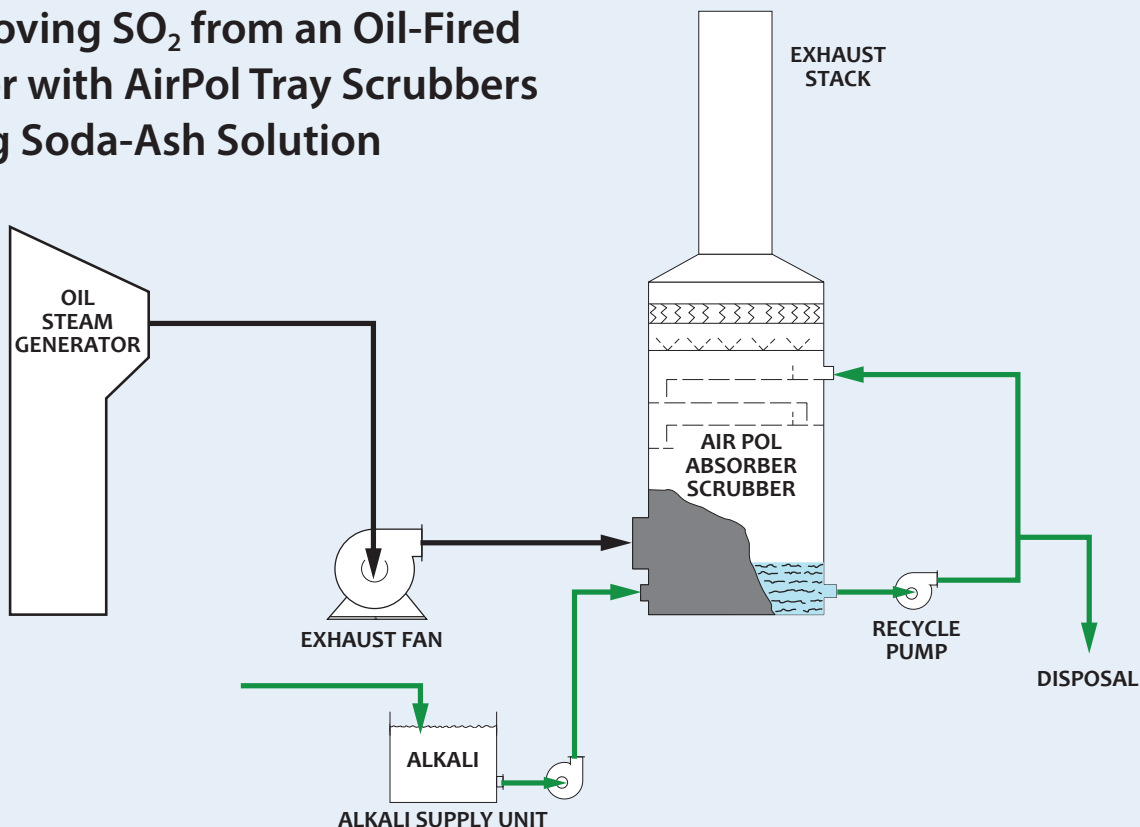 oving SO₂ from an Oil-Fired
r with AirPol Tray Scrubbers
g Soda-Ash Solution
EXHAUST
STACK
OIL
STEAM
GENERATOR
AIR POL
ABSORBER
SCRUBBER
EXHAUST FAN
RECYCLE
PUMP
DISPOSAL
ALKALI
ALKALI SUPPLY UNIT